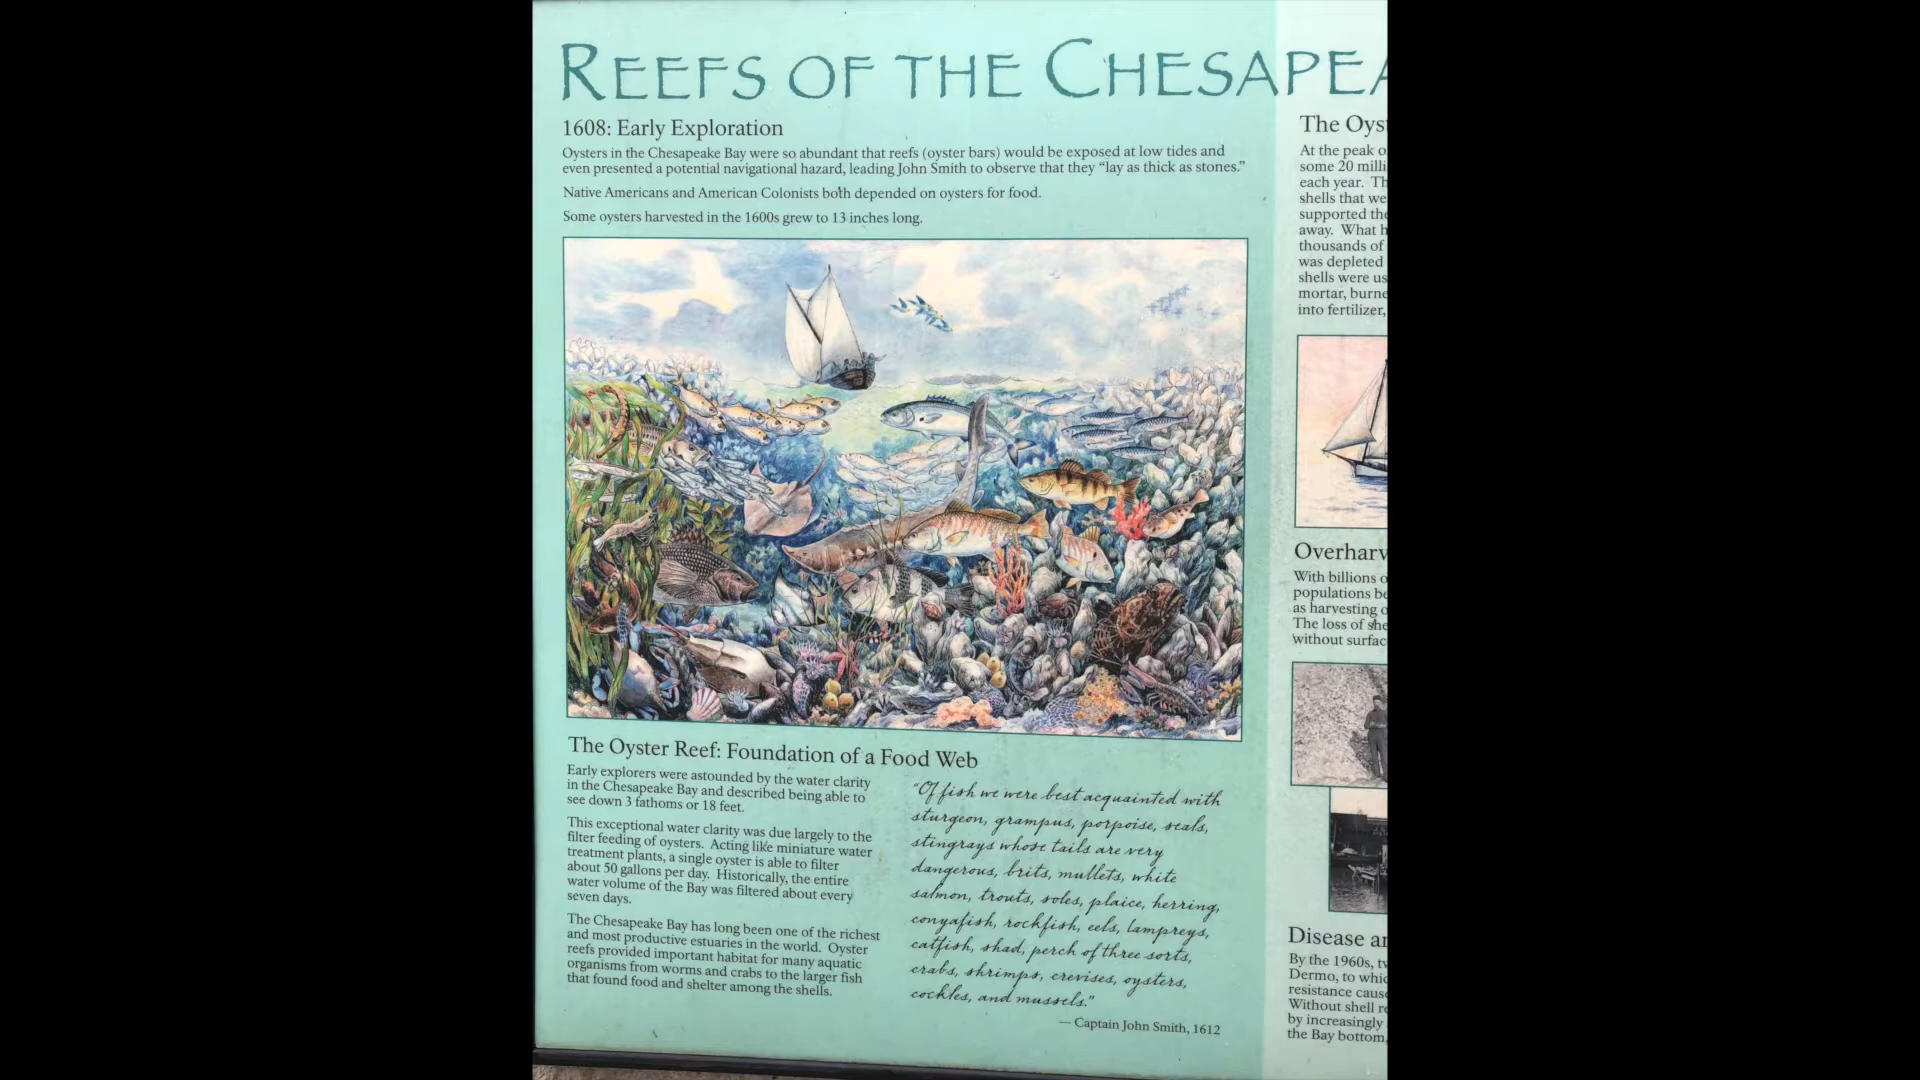 REEFS OF THE CHESAPEA
1608: Early Exploration
Oysters in the Chesapeake Bay were so abundant that reefs (oyster bars) would be exposed at low tides and
even presented a potential navigational hazard, leading John Smith to observe that they “lay as thick as stones.”
Native Americans and American Colonists both depended on oysters for food.
Some oysters harvested in the 1600s grew to 13 inches long.
The Oyster Reef: Foundation of a Food Web
Early explorers were astounded by the water clarity
in the Chesapeake Bay and described being able to
see down 3 fathoms or 18 feet.
This exceptional water clarity was due largely to the
filter feeding of oysters. Acting like miniature water
treatment plants, a single oyster is able to filter
about 50 gallons per day. Historically, the entire
water volume of the Bay was filtered about every
seven days.
The Chesapeake Bay has long been one of the richest
and most productive estuaries in the world. Oyster
reefs provided important habitat for many aquatic
organisms from worms and crabs to the larger fish
that found food and shelter among the shells.
“Of fish we were best acquainted with
sturgeon, grampus, porpoise, seals,
stingrays whose tails are very
dangerous, brits, mullets, white
salmon, trouts, soles, plaice, herring,
conyafish, rockfish, eels, lampreys,
catfish, shad, perch of three sorts,
crabs, shrimps, crevises, oysters,
cockles, and mussels.”
— Captain John Smith, 1612
The Oyst
At the peak o
some 20 milli
each year. Th
shells that we
supported the
away. What h
thousands of
was depleted
shells were us
mortar, burne
into fertilizer,
Overharv
With billions o
populations be
as harvesting o
The loss of she
without surfac
Disease an
By the 1960s, tw
Dermo, to whic
resistance cause
Without shell re
by increasingly
the Bay bottom,